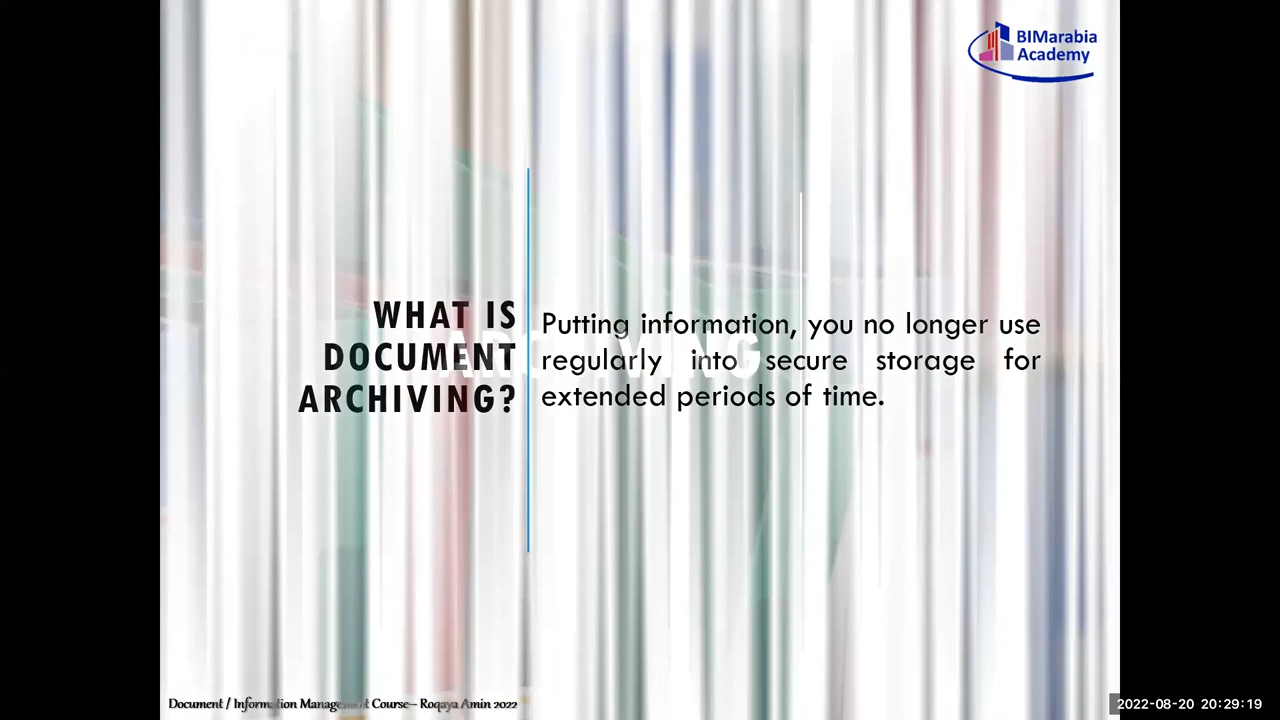 BIMarabia
Academy
WHAT IS
DOCUMENT
ARCHIVING?
Putting information, you no longer use
regularly into secure storage for
extended periods of time.
ARCHIVING
Document / Information Management Course– Roqaya Amin 2022
2022-08-20 20:29:19